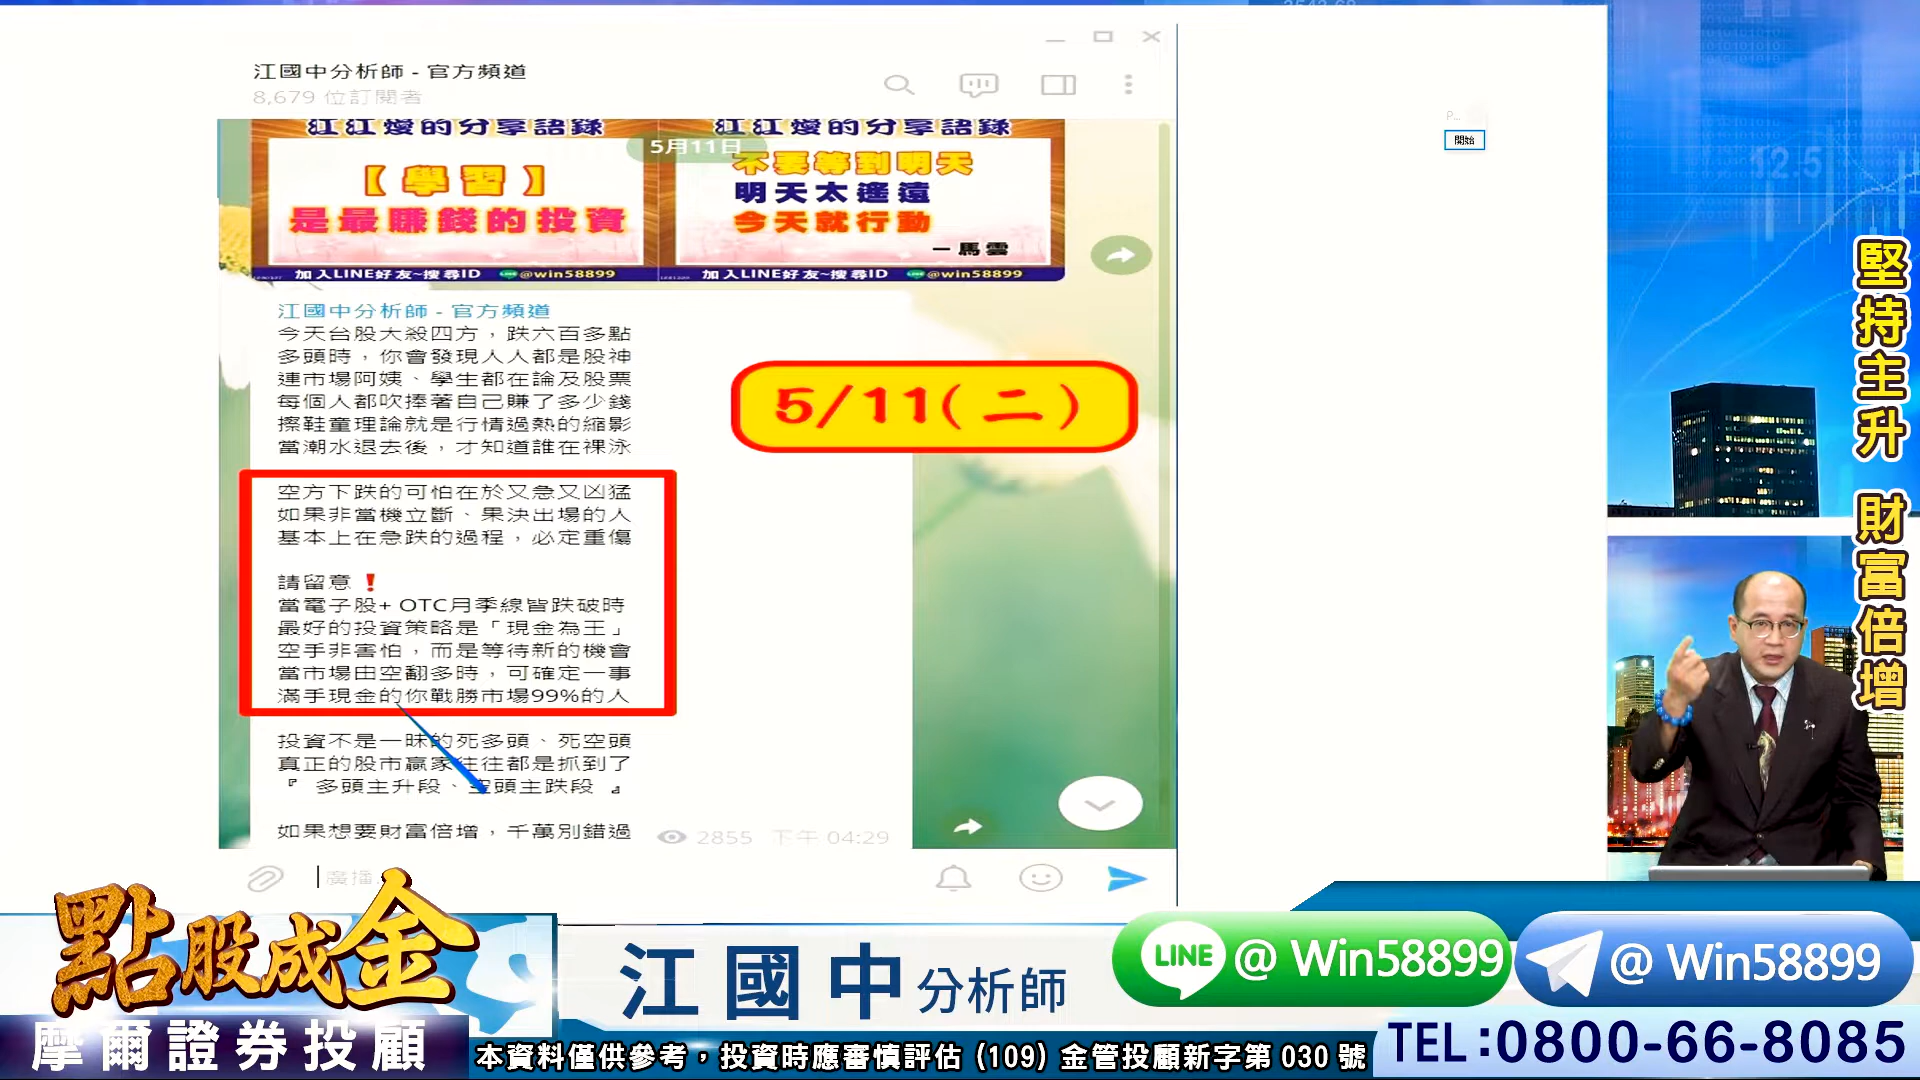 江國中分析師 - 官方頻道
8,679 位訂閱者
江江燦的分享語錄
江江燦的分享語錄
5月11日
【學習】
是最賺錢的投資
不要等到明天
明天太遙遠
今天就行動
一馬雲
加入LINE好友~搜尋ID @win58899
加入LINE好友~搜尋ID @win58899
江國中分析師 - 官方頻道
今天台股大殺四方，跌六百多點
多頭時，你會發現人人都是股神
連市場阿姨、學生都在論及股票
每個人都吹捧著自己賺了多少錢
擦鞋童理論就是行情過熱的縮影
當潮水退去後，才知道誰在裸泳
5/11(二)
空方下跌的可怕在於又急又凶猛
如果非當機立斷、果決出場的人
基本上在急跌的過程，必定重傷
請留意❗
當電子股+ OTC月季線皆跌破時
最好的投資策略是「現金為王」
空手非害怕，而是等待新的機會
當市場由空翻多時，可確定一事
滿手現金的你戰勝市場99%的人
投資不是一昧的死多頭、死空頭
真正的股市贏家往往都是抓到了
『 多頭主升段、空頭主跌段 』
如果想要財富倍增，千萬別錯過
2855 下午 04:29
廣播
P...
開始
12.5
堅持主升 財富倍增
點股成金
摩爾證券投顧
江國中分析師
LINE @ Win58899
@ Win58899
TEL:0800-66-8085
本資料僅供參考，投資時應審慎評估 (109) 金管投顧新字第 030 號